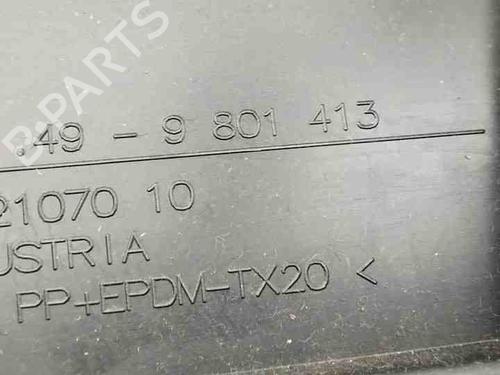 .49 - 9 801 413
21070 10
USTRIA
PP+EPDM-TX20 <
B-PARTS